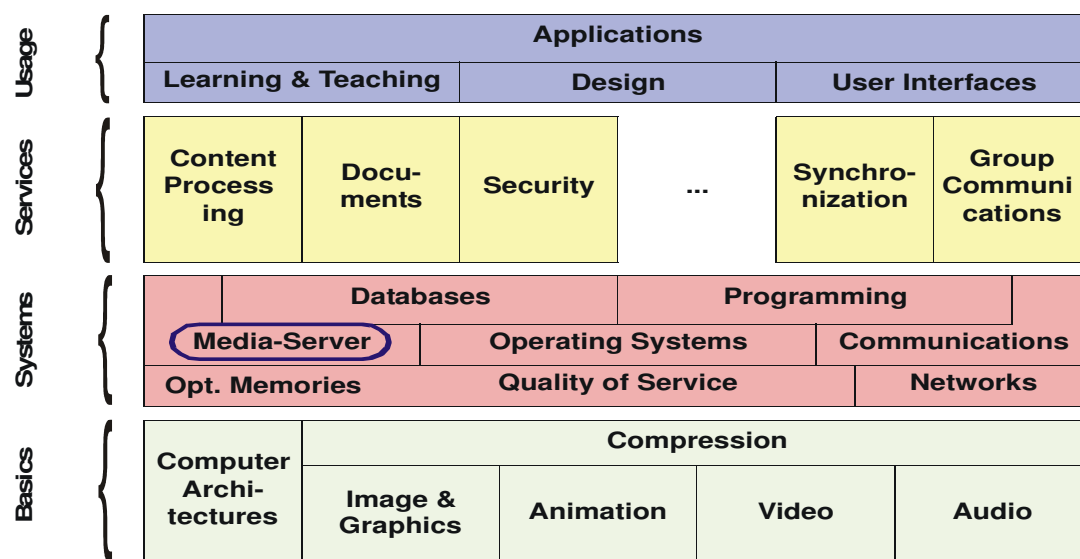 Usage
Applications
Learning & Teaching
Design
User Interfaces
Services
Content
Process
ing
Docu-
ments
Security
...
Synchro-
nization
Group
Communi
cations
Systems
Databases
Programming
Media-Server
Operating Systems
Communications
Opt. Memories
Quality of Service
Networks
Basics
Computer
Archi-
tectures
Compression
Image &
Graphics
Animation
Video
Audio